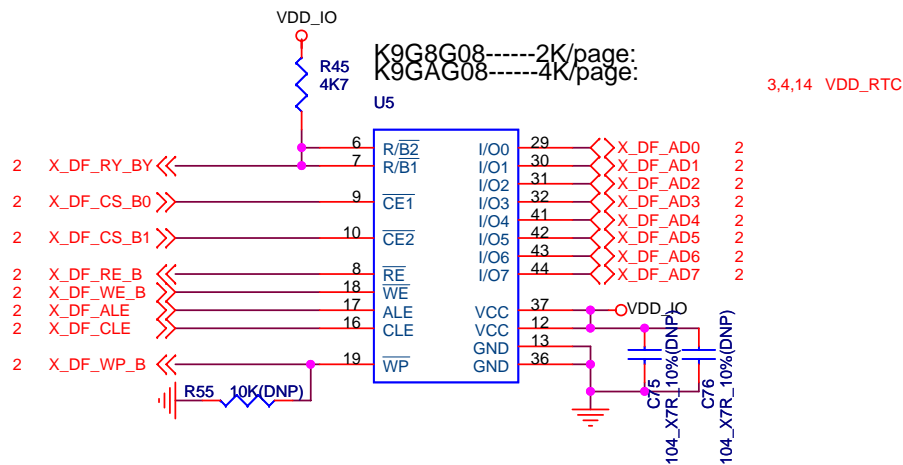 VDD_IO
K9G8G08------2K/page:
K9GAG08------4K/page:
R45
4K7
3,4,14 VDD_RTC
U5
6 R/B2 I/O0 29 X_DF_AD0 2
2 X_DF_RY_BY 7 R/B1 I/O1 30 X_DF_AD1 2
I/O2 31 X_DF_AD2 2
2 X_DF_CS_B0 9 CE1 I/O3 32 X_DF_AD3 2
I/O4 41 X_DF_AD4 2
2 X_DF_CS_B1 10 CE2 I/O5 42 X_DF_AD5 2
I/O6 43 X_DF_AD6 2
2 X_DF_RE_B 8 RE I/O7 44 X_DF_AD7 2
2 X_DF_WE_B 18 WE
2 X_DF_ALE 17 ALE VCC 37 VDD_IO
2 X_DF_CLE 16 CLE VCC 12
GND 13
2 X_DF_WP_B 19 WP GND 36
R55 10K(DNP)
C75
104_X7R_10%(DNP)
C76
104_X7R_10%(DNP)